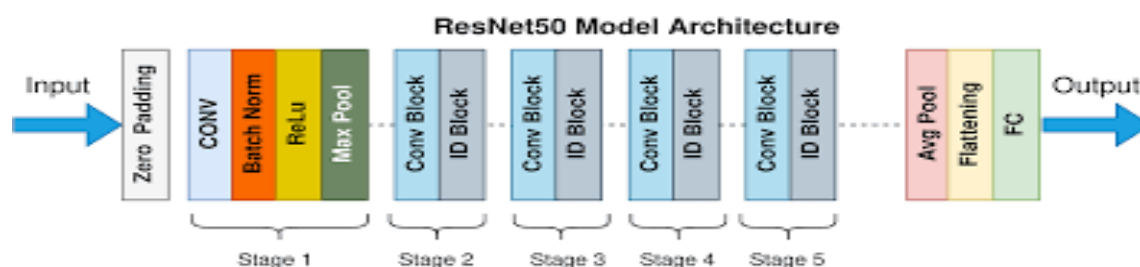 ResNet50 Model Architecture
Input
Zero Padding
CONV
Batch Norm
ReLu
Max Pool
Conv Block
ID Block
Conv Block
ID Block
Conv Block
ID Block
Conv Block
ID Block
Avg Pool
Flattening
FC
Output
Stage 1
Stage 2
Stage 3
Stage 4
Stage 5